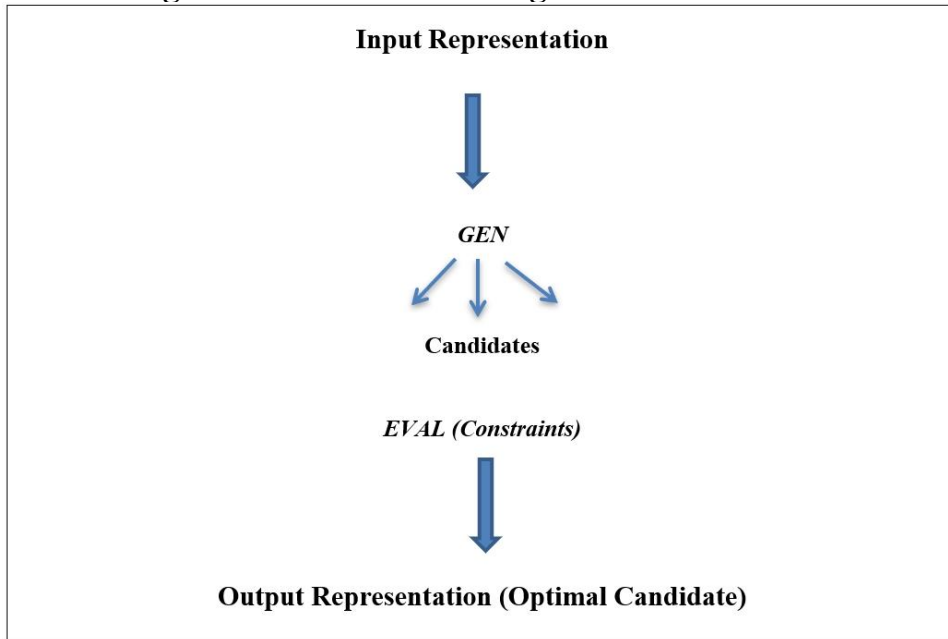 Input Representation
GEN
Candidates
EVAL (Constraints)
Output Representation (Optimal Candidate)